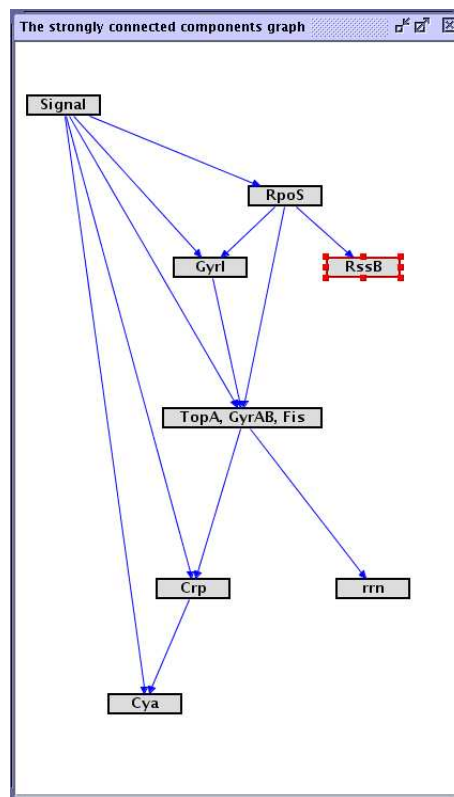 The strongly connected components graph
Signal
RpoS
GyrI
RssB
TopA, GyrAB, Fis
Crp
rrn
Cya